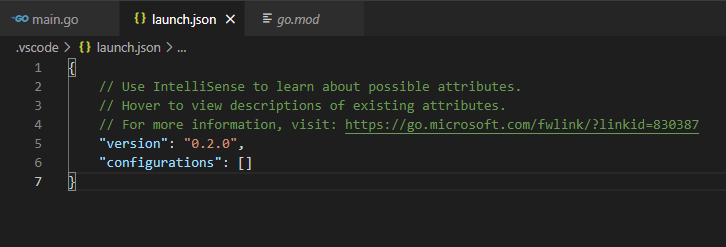 GO main.go {} launch.json × go.mod
.vscode > {} launch.json > ...
1 {
2 // Use IntelliSense to learn about possible attributes.
3 // Hover to view descriptions of existing attributes.
4 // For more information, visit: https://go.microsoft.com/fwlink/?linkid=830387
5 "version": "0.2.0",
6 "configurations": []
7 }